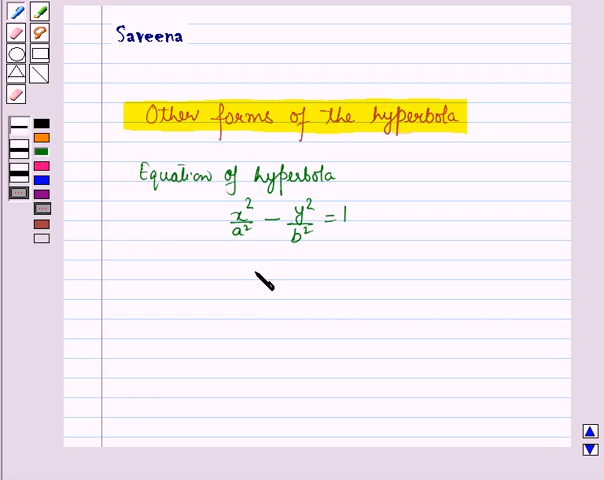 Saveena
Other forms of the hyperbola
Equation of hyperbola
x²/a² - y²/b² = 1